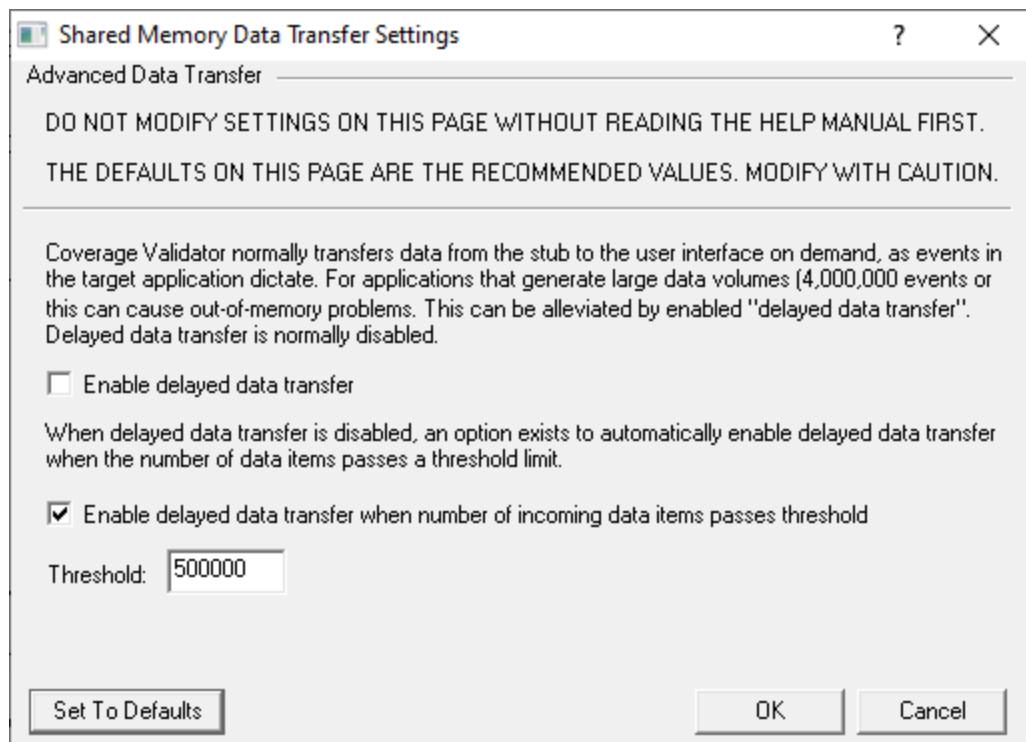 Shared Memory Data Transfer Settings ?
Advanced Data Transfer
DO NOT MODIFY SETTINGS ON THIS PAGE WITHOUT READING THE HELP MANUAL FIRST.
THE DEFAULTS ON THIS PAGE ARE THE RECOMMENDED VALUES. MODIFY WITH CAUTION.
Coverage Validator normally transfers data from the stub to the user interface on demand, as events in
the target application dictate. For applications that generate large data volumes (4,000,000 events or
this can cause out-of-memory problems. This can be alleviated by enabled "delayed data transfer".
Delayed data transfer is normally disabled.
Enable delayed data transfer
When delayed data transfer is disabled, an option exists to automatically enable delayed data transfer
when the number of data items passes a threshold limit.
Enable delayed data transfer when number of incoming data items passes threshold
Threshold: 500000
Set To Defaults OK Cancel